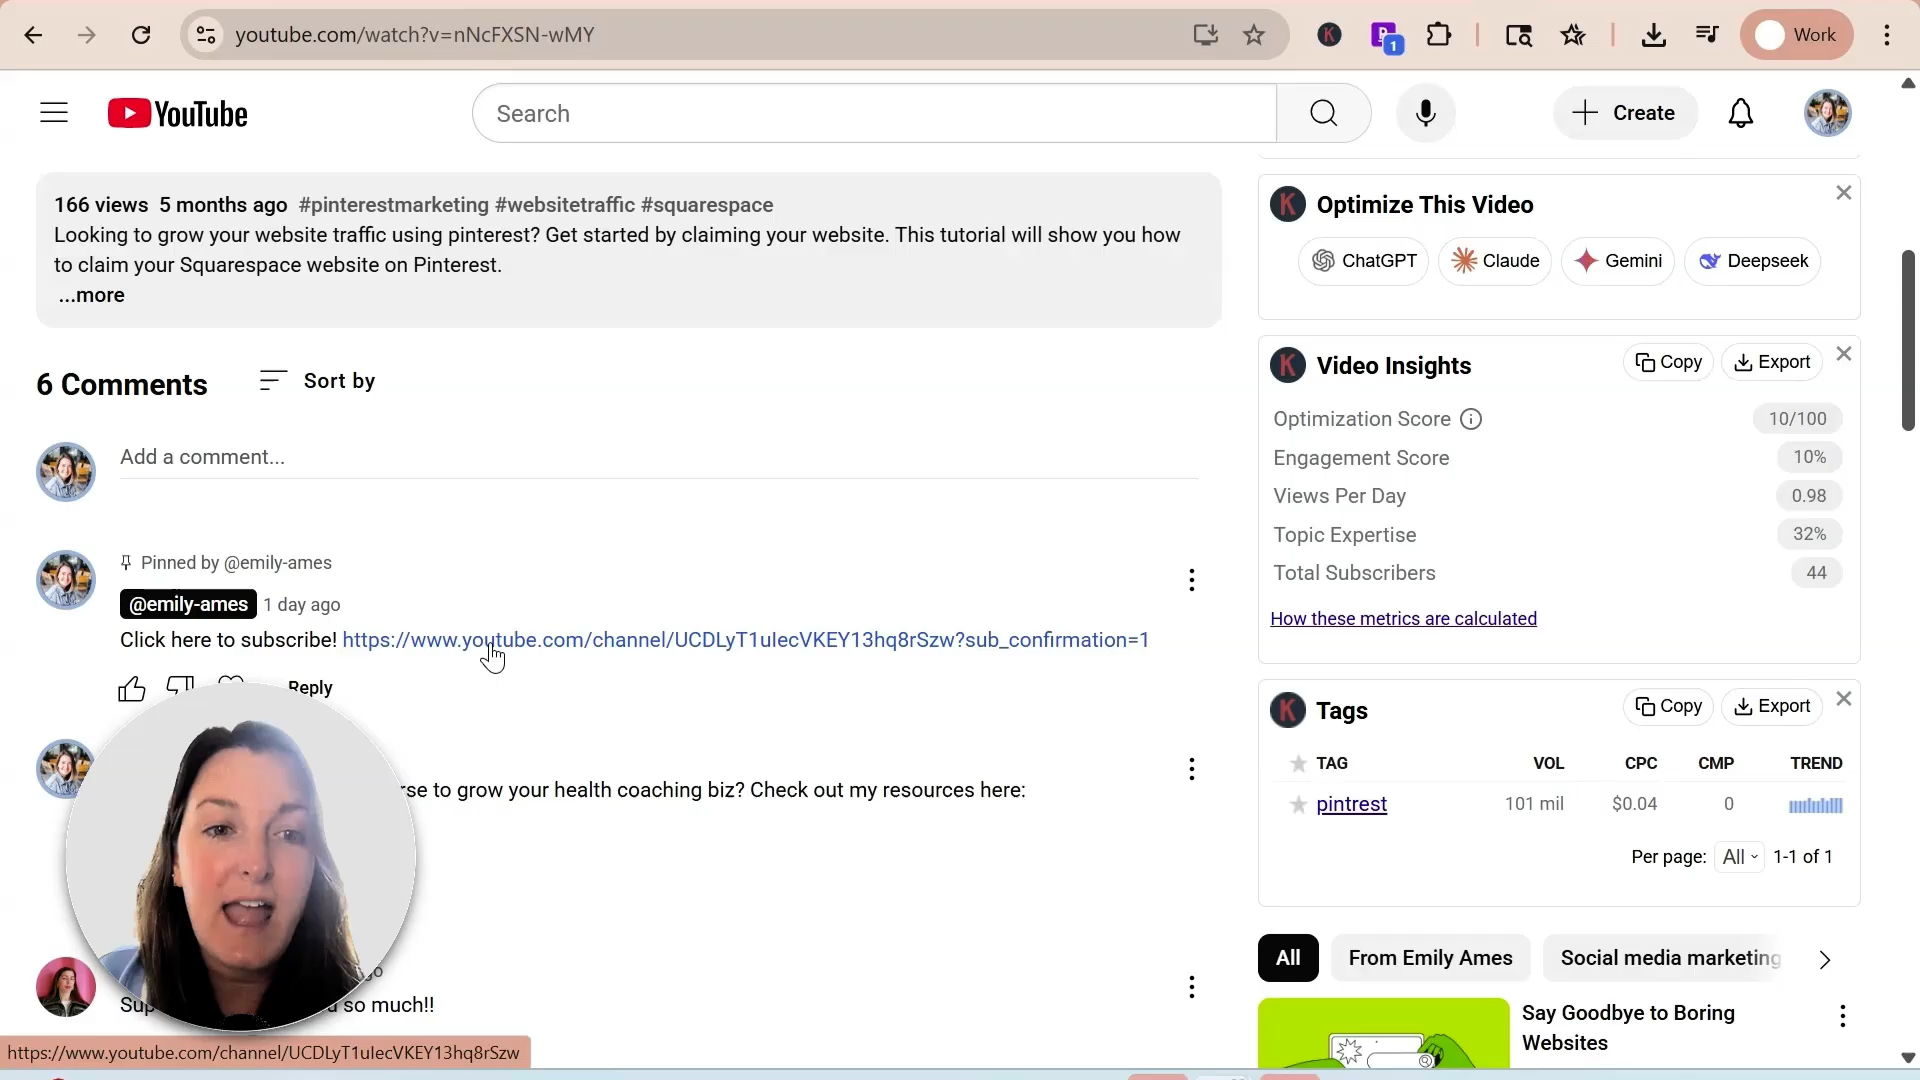 youtube.com/watch?v=nNcFXSN-wMY
1
Work
YouTube
Search
Create
166 views 5 months ago #pinterestmarketing #websitetraffic #squarespace
Looking to grow your website traffic using pinterest? Get started by claiming your website. This tutorial will show you how
to claim your Squarespace website on Pinterest.
...more
6 Comments
Sort by
Add a comment...
Pinned by @emily-ames
@emily-ames 1 day ago
Click here to subscribe! https://www.youtube.com/channel/UCDLyT1uIecVKEY13hq8rSzw?sub_confirmation=1
Reply
to grow your health coaching biz? Check out my resources here:
so much!!
https://www.youtube.com/channel/UCDLyT1uIecVKEY13hq8rSzw
K Optimize This Video
ChatGPT
Claude
Gemini
Deepseek
K Video Insights
Copy
Export
Optimization Score 10/100
Engagement Score 10%
Views Per Day 0.98
Topic Expertise 32%
Total Subscribers 44
How these metrics are calculated
K Tags
Copy
Export
TAG VOL CPC CMP TREND
pintrest 101 mil $0.04 0
Per page: All 1-1 of 1
All
From Emily Ames
Social media marketing
Say Goodbye to Boring
Websites